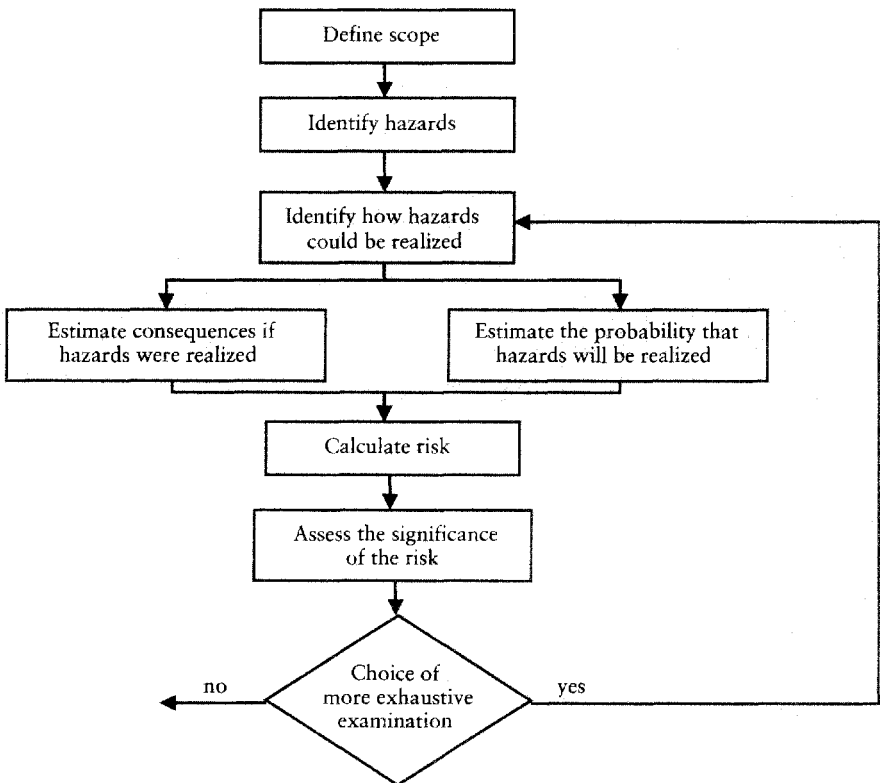 Define scope
Identify hazards
Identify how hazards
could be realized
Estimate consequences if
hazards were realized
Estimate the probability that
hazards will be realized
Calculate risk
Assess the significance
of the risk
Choice of
more exhaustive
examination
no
yes